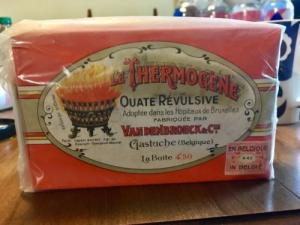 LE THERMOGÈNE
OUATE RÉVULSIVE
Adoptée dans les Hôpitaux de Bruxelles
FABRIQUÉE PAR
VANDENBROECK & Cie
Gastuche (Belgique)
La Boîte 4.50
EN BELGIQUE
IN BELGIË